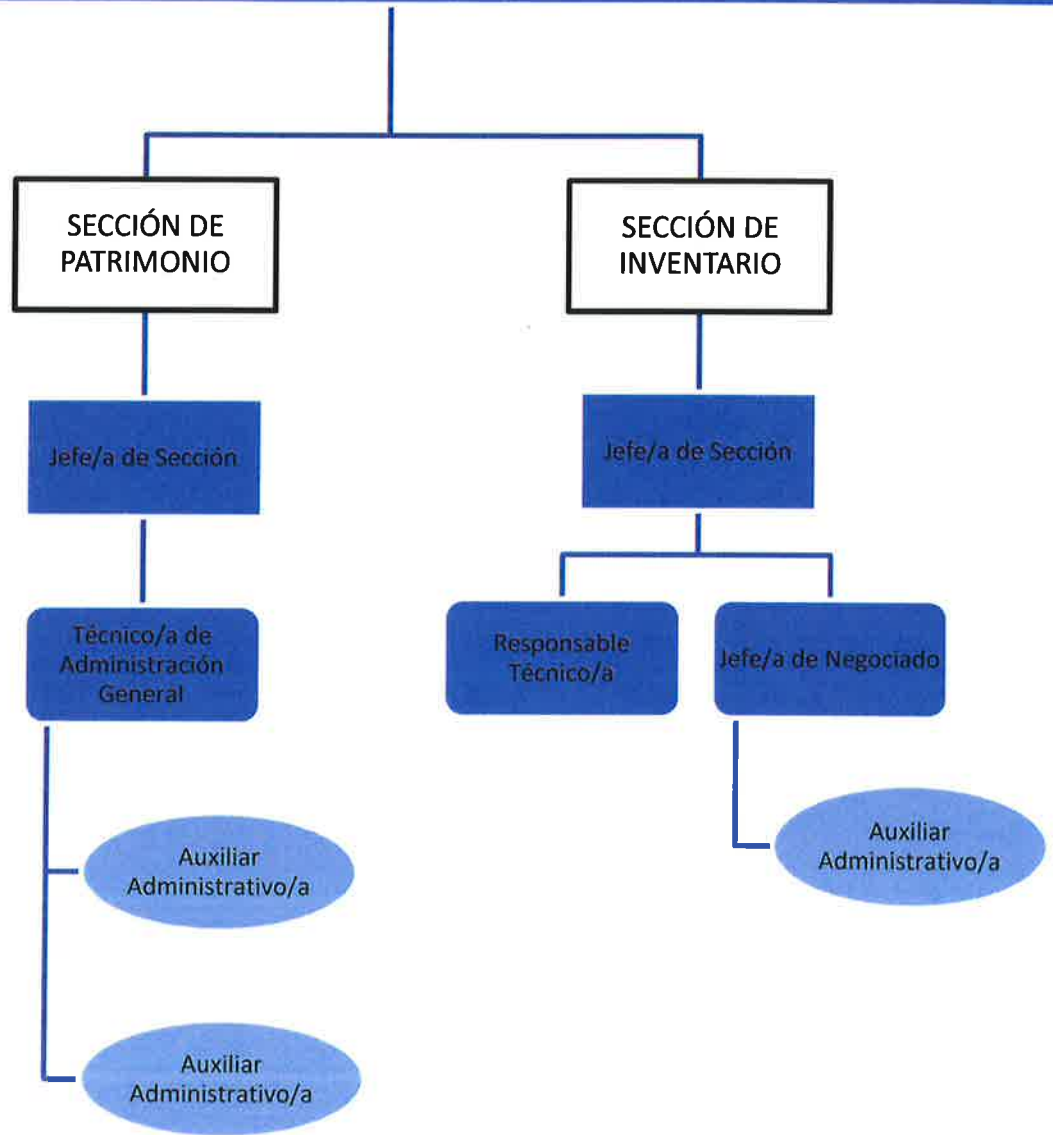 SECCIÓN DE
PATRIMONIO
SECCIÓN DE
INVENTARIO
Jefe/a de Sección
Jefe/a de Sección
Técnico/a de
Administración
General
Responsable
Técnico/a
Jefe/a de Negociado
Auxiliar
Administrativo/a
Auxiliar
Administrativo/a
Auxiliar
Administrativo/a